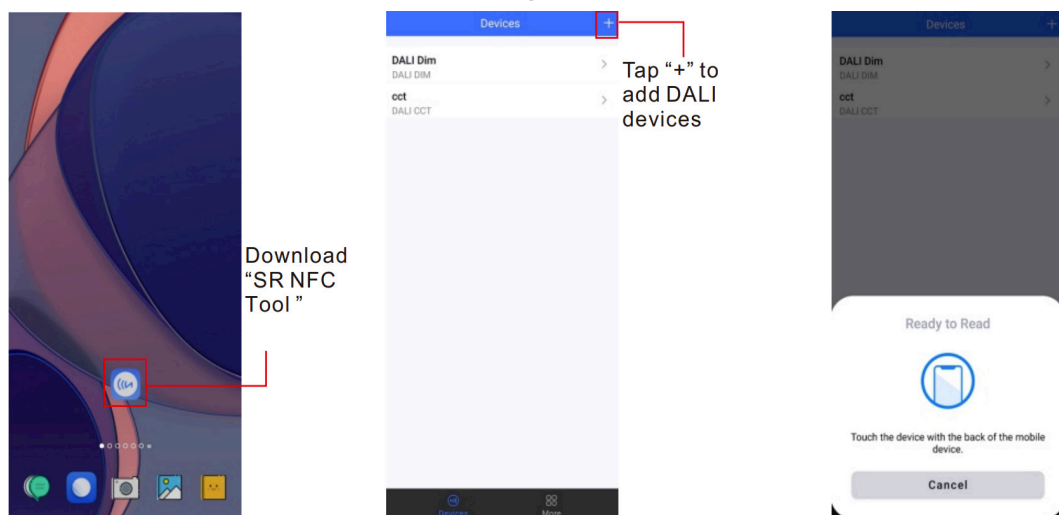 Download
“SR NFC
Tool ”
Devices
+
DALI Dim
DALI DIM
cct
DALI CCT
Tap “+” to
add DALI
devices
Devices
More
Devices
+
DALI Dim
DALI DIM
cct
DALI CCT
Ready to Read
Touch the device with the back of the mobile
device.
Cancel